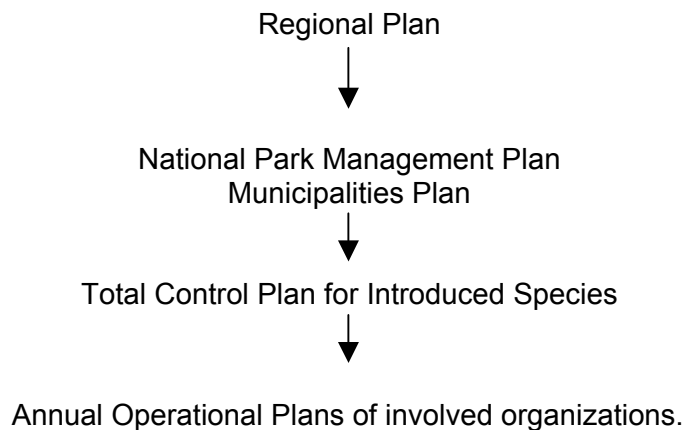 Regional Plan
National Park Management Plan
Municipalities Plan
Total Control Plan for Introduced Species
Annual Operational Plans of involved organizations.